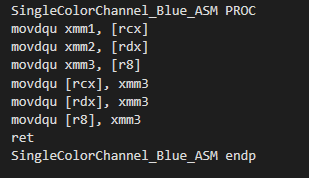 SingleColorChannel_Blue_ASM PROC
movdqu xmm1, [rcx]
movdqu xmm2, [rdx]
movdqu xmm3, [r8]
movdqu [rcx], xmm3
movdqu [rdx], xmm3
movdqu [r8], xmm3
ret
SingleColorChannel_Blue_ASM endp